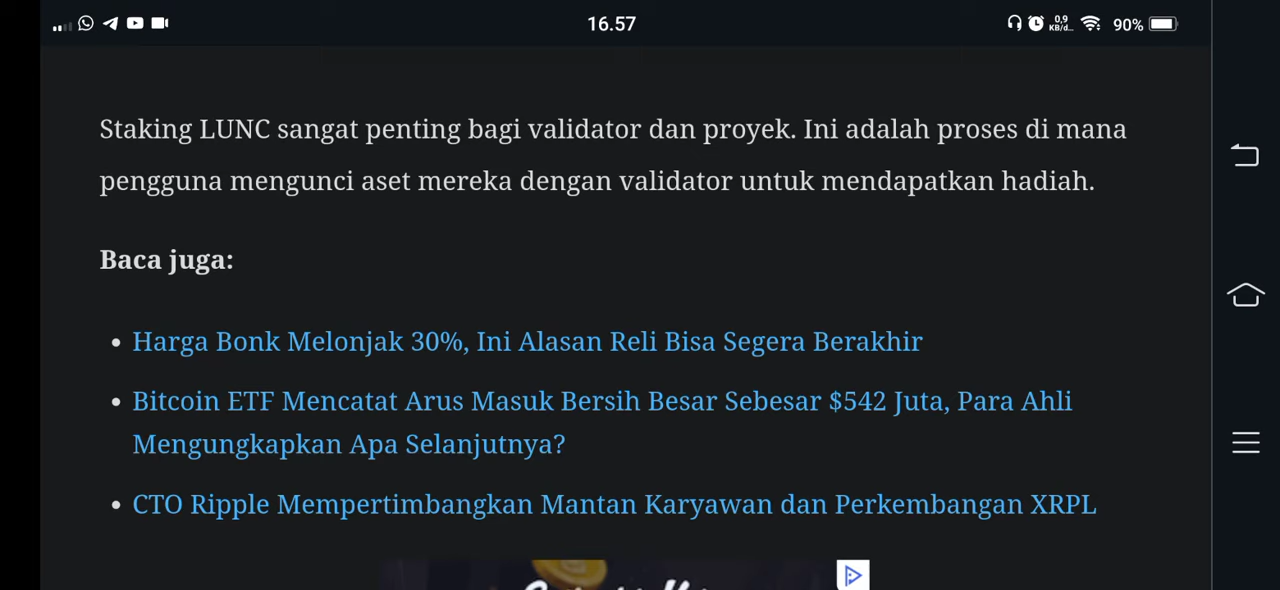 16.57
0,9
KB/d...
90%
Staking LUNC sangat penting bagi validator dan proyek. Ini adalah proses di mana
pengguna mengunci aset mereka dengan validator untuk mendapatkan hadiah.
Baca juga:
• Harga Bonk Melonjak 30%, Ini Alasan Reli Bisa Segera Berakhir
• Bitcoin ETF Mencatat Arus Masuk Bersih Besar Sebesar $542 Juta, Para Ahli
Mengungkapkan Apa Selanjutnya?
• CTO Ripple Mempertimbangkan Mantan Karyawan dan Perkembangan XRPL